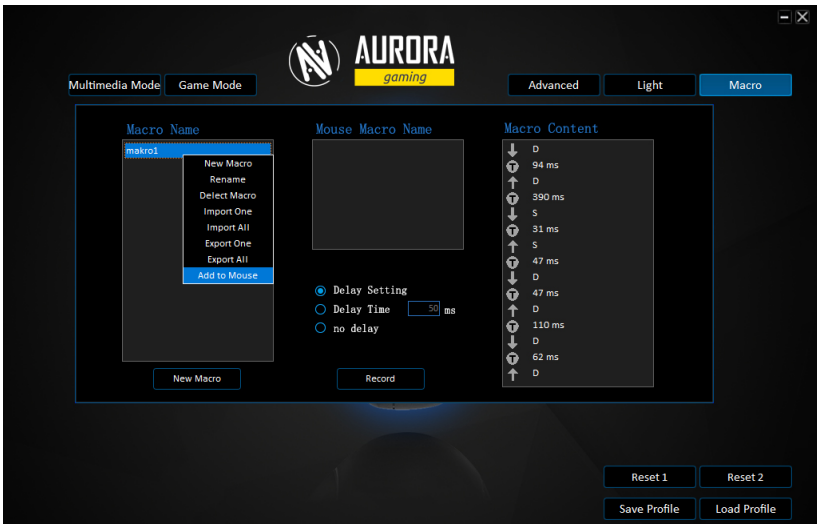 AURORA
gaming
Multimedia Mode
Game Mode
Advanced
Light
Macro
Macro Name
makro1
New Macro
Rename
Delect Macro
Import One
Import All
Export One
Export All
Add to Mouse
New Macro
Mouse Macro Name
Delay Setting
Delay Time 50 ms
no delay
Record
Macro Content
D
T 94 ms
D
T 390 ms
S
T 31 ms
S
T 47 ms
D
T 47 ms
D
T 110 ms
D
T 62 ms
D
Reset 1
Reset 2
Save Profile
Load Profile